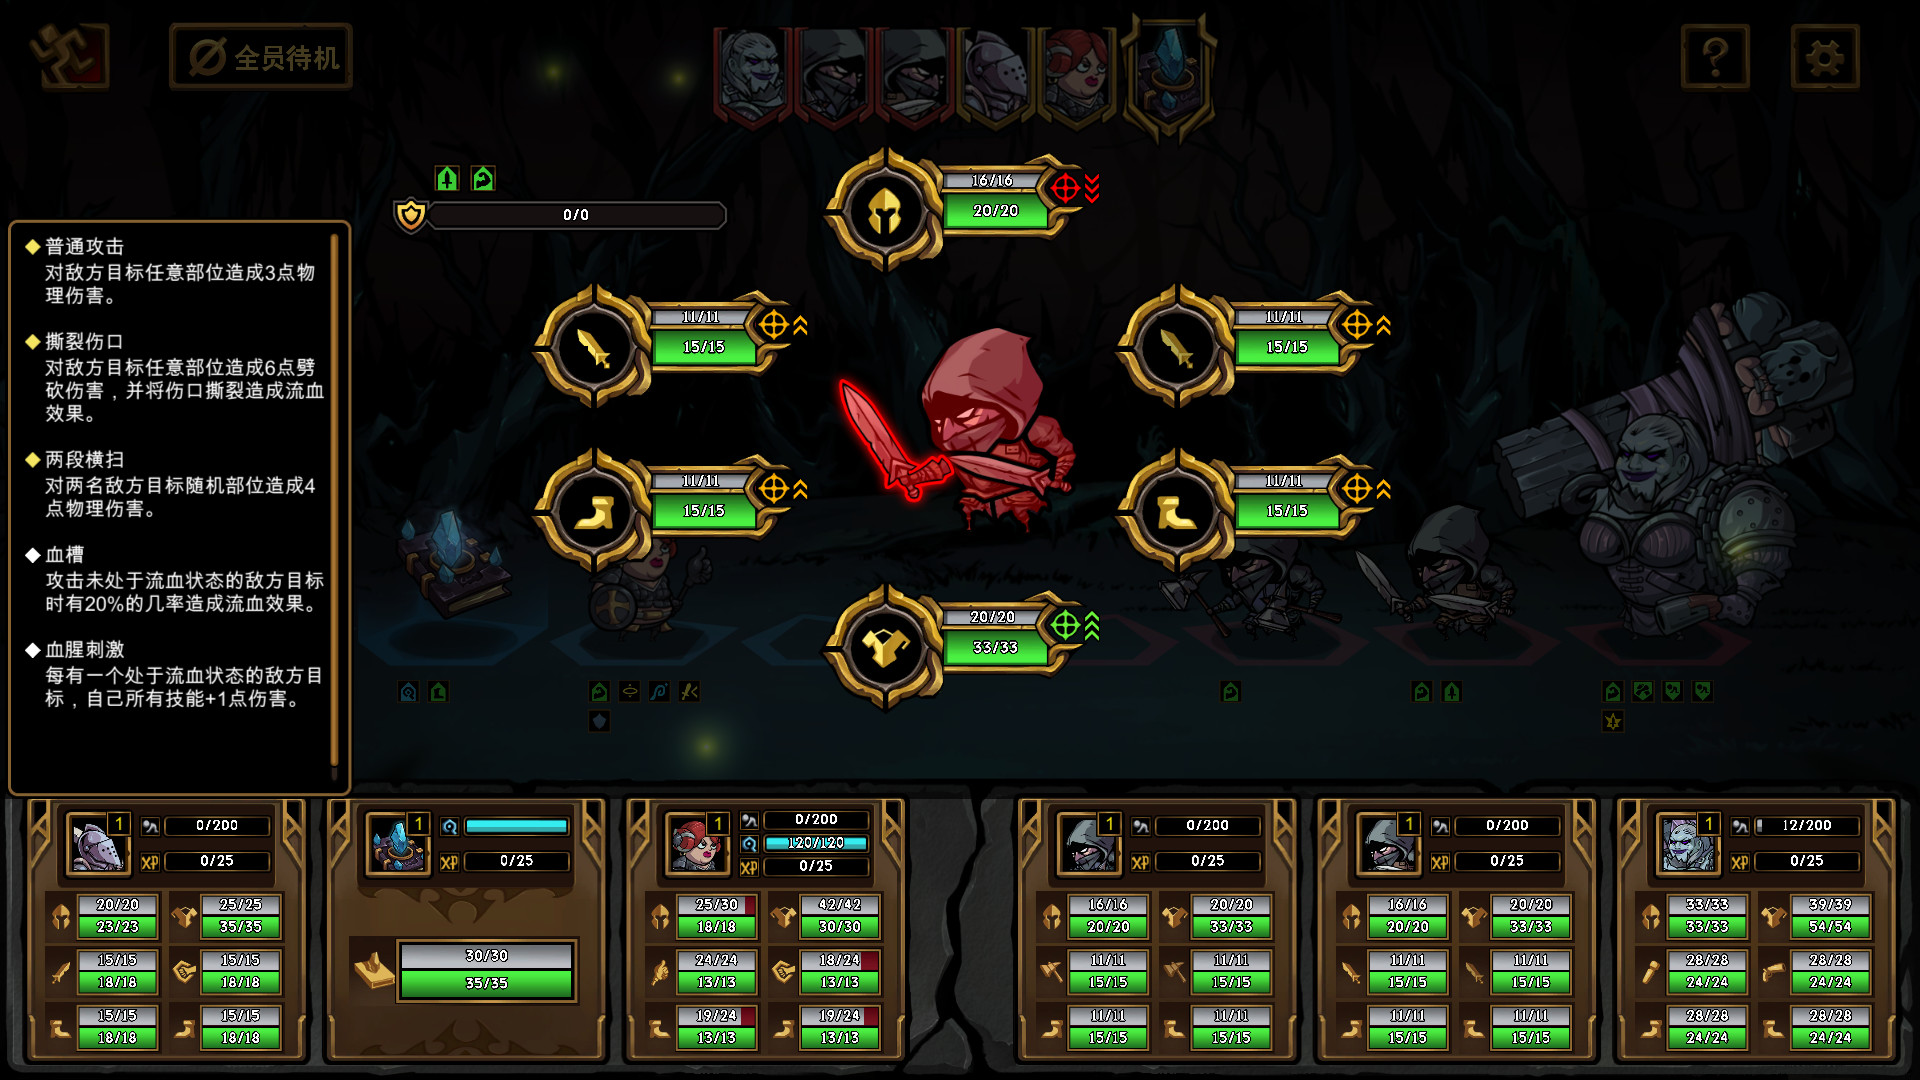 全员待机
0/0
16/16
20/20
11/11
15/15
11/11
15/15
11/11
15/15
11/11
15/15
20/20
33/33
普通攻击
对敌方目标任意部位造成3点物
理伤害。
撕裂伤口
对敌方目标任意部位造成6点劈
砍伤害，并将伤口撕裂造成流血
效果。
两段横扫
对两名敌方目标随机部位造成4
点物理伤害。
血槽
攻击未处于流血状态的敌方目标
时有20%的几率造成流血效果。
血腥刺激
每有一个处于流血状态的敌方目
标，自己所有技能+1点伤害。
1
0/200
XP 0/25
20/20 25/25
23/23 35/35
15/15 15/15
18/18 18/18
15/15 15/15
18/18 18/18
1
XP 0/25
30/30
35/35
1
0/200
120/120
XP 0/25
25/30 42/42
18/18 30/30
24/24 18/24
13/13 13/13
19/24 19/24
13/13 13/13
1
0/200
XP 0/25
16/16 20/20
20/20 33/33
11/11 11/11
15/15 15/15
11/11 11/11
15/15 15/15
1
0/200
XP 0/25
16/16 20/20
20/20 33/33
11/11 11/11
15/15 15/15
11/11 11/11
15/15 15/15
1
12/200
XP 0/25
33/33 39/39
33/33 54/54
28/28 28/28
24/24 24/24
28/28 28/28
24/24 24/24